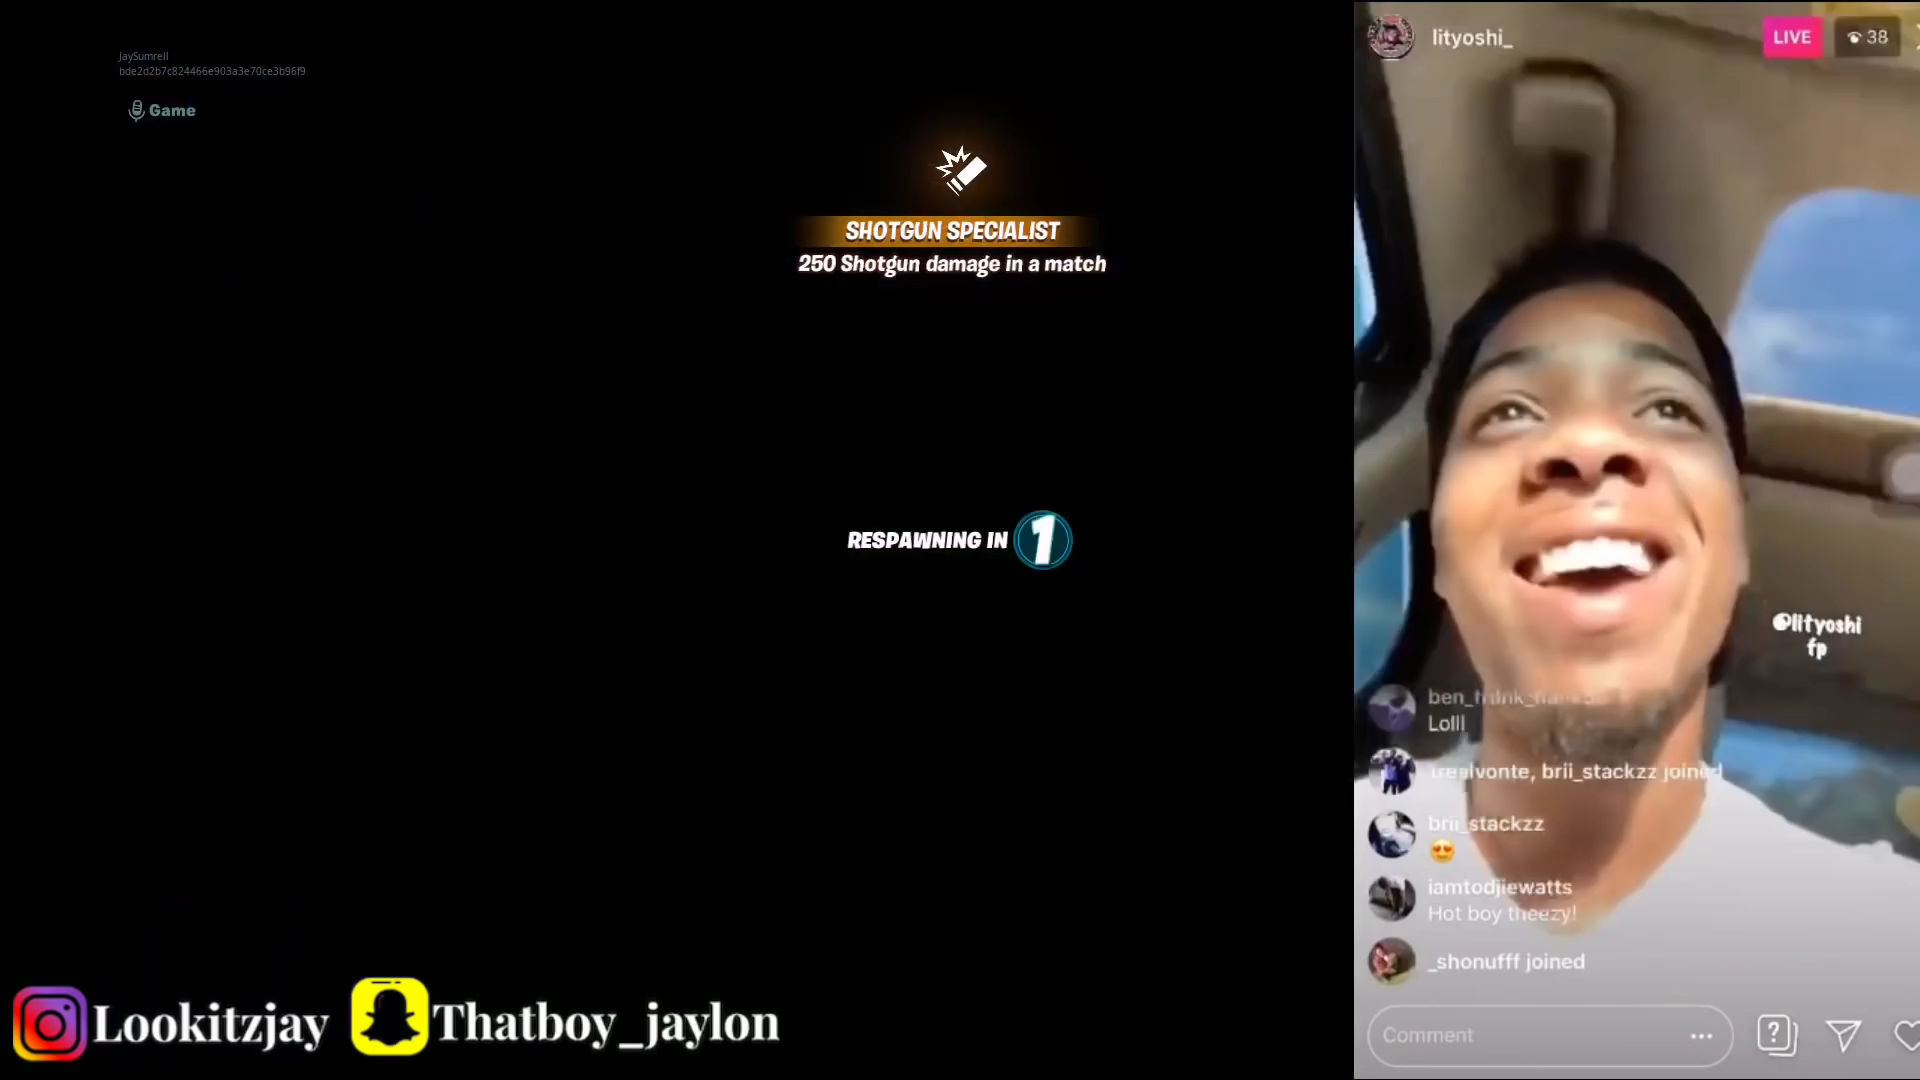 JaySumrell
bde2d2b7c824466e903a3e70ce3b96f9
Game
SHOTGUN SPECIALIST
250 Shotgun damage in a match
RESPAWNING IN 1
Lookitzjay
Thatboy_jaylon
lityoshi_
LIVE
38
@lityoshi
fp
Lolll
brii_stackzz joined
brii_stackzz
😍
iamtodjiewatts
Hot boy theezy!
_shonufff joined
Comment